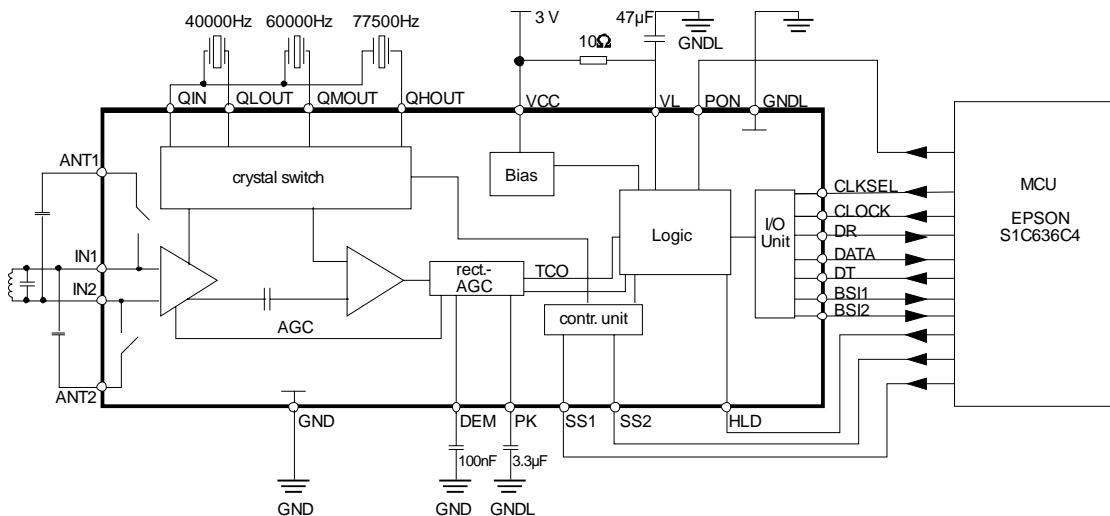 40000Hz
60000Hz
77500Hz
3 V
47µF
GNDL
10Ω
QIN
QLOUT
QMOUT
QHOUT
VCC
VL
PON
GNDL
ANT1
crystal switch
Bias
Logic
I/O
Unit
CLKSEL
CLOCK
DR
DATA
DT
BSI1
BSI2
MCU
EPSON
S1C636C4
IN1
IN2
rect.-
AGC
TCO
contr. unit
AGC
ANT2
GND
DEM
PK
SS1
SS2
HLD
100nF
3.3µF
GND
GND
GNDL